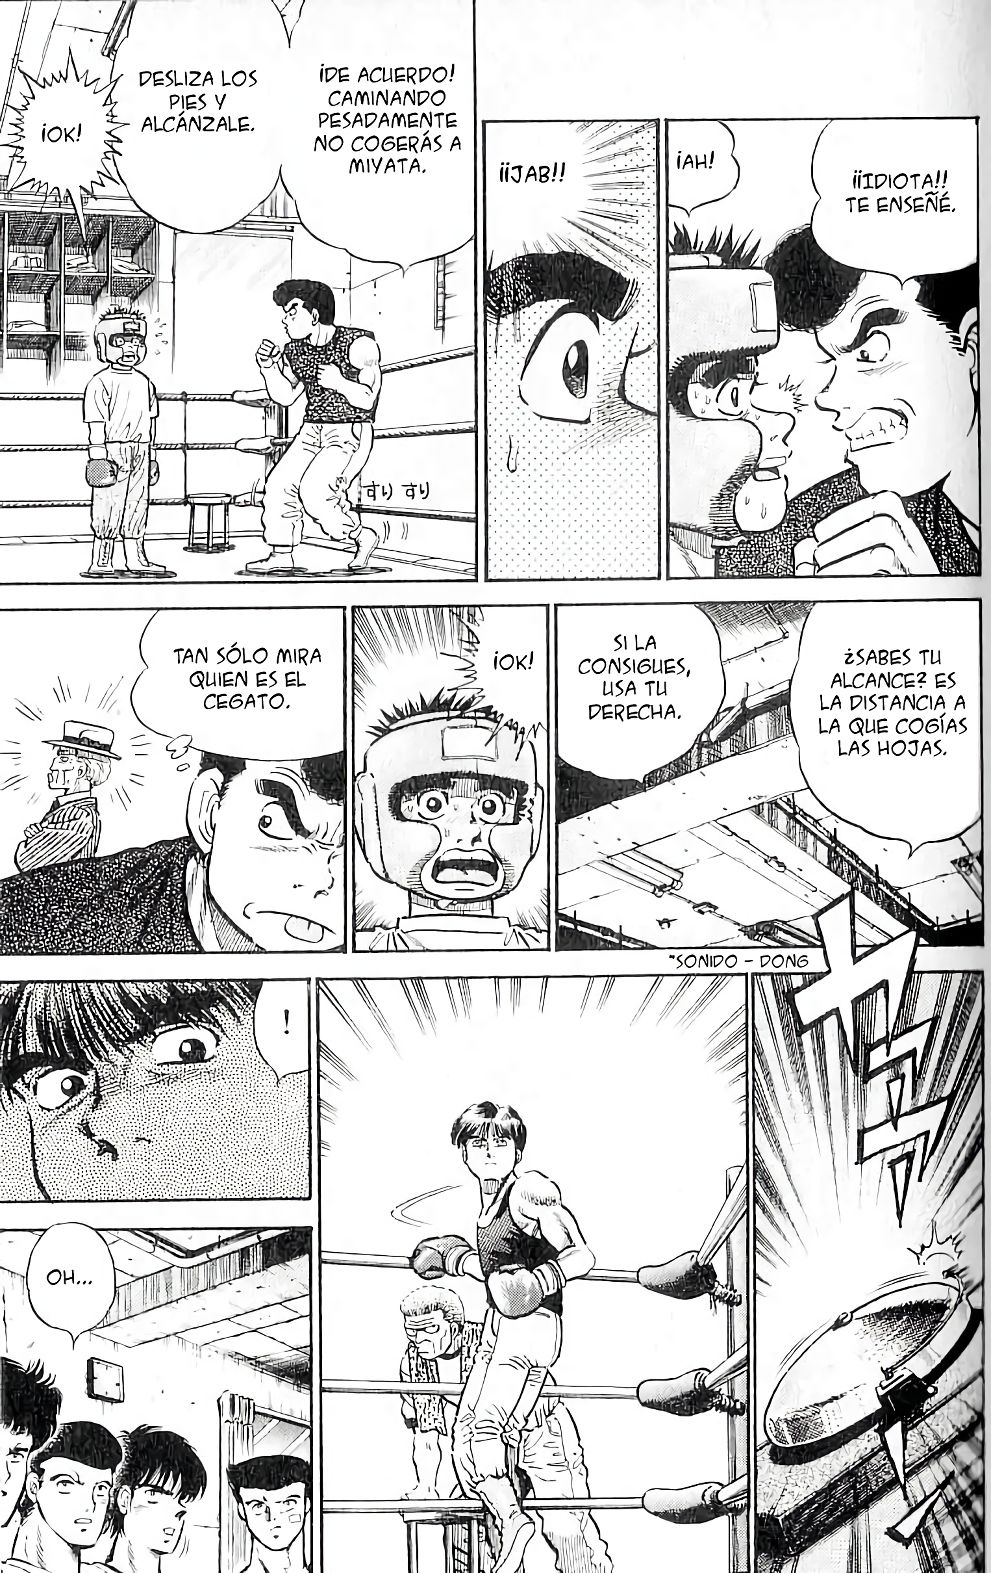 ¡¡IDIOTA!!
TE ENSEÑÉ.
¡AH!
¡¡JAB!!
¡DE ACUERDO!
CAMINANDO
PESADAMENTE
NO COGERÁS A
MIYATA.
DESLIZA LOS
PIES Y
ALCÁNZALE.
¡OK!
すり すり
¿SABES TU
ALCANCE? ES
LA DISTANCIA A
LA QUE COGÍAS
LAS HOJAS.
SI LA
CONSIGUES,
USA TU
DERECHA.
¡OK!
TAN SÓLO MIRA
QUIEN ES EL
CEGATO.
*SONIDO - DONG
!
OH...